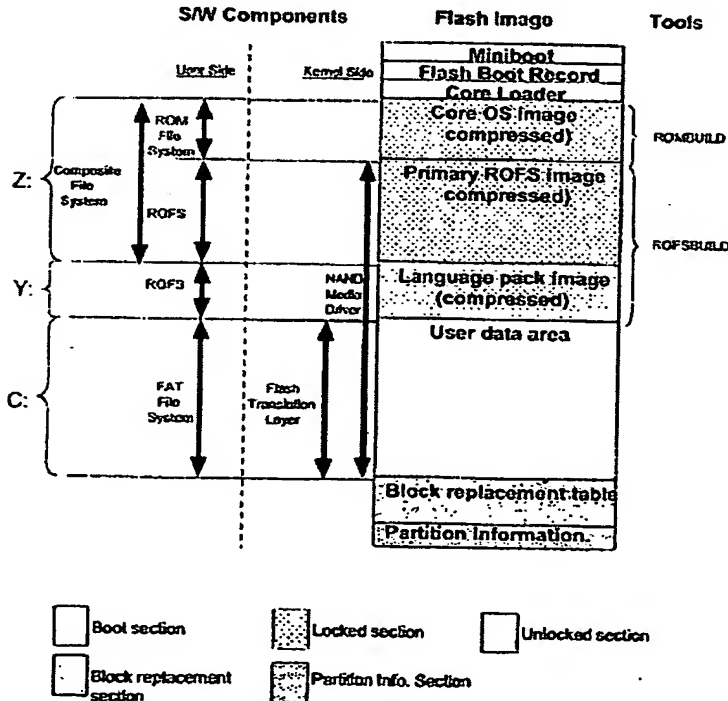 S/W Components
Flash Image
Tools
User Side
Kernel Side
Miniboot
Flash Boot Record
Core Loader
Core OS Image
compressed)
ROM
File
System
ROMBUILD
Z:
Composite
File
System
Primary ROFS Image
compressed)
ROFS
ROFSBUILD
Y:
ROFS
NAND
Media
Driver
Language pack Image
(compressed)
User data area
C:
FAT
File
System
Flash
Translation
Layer
Block replacement table
Partition Information.
Boot section
Locked section
Unlocked section
Block replacement
section
Partition Info. Section